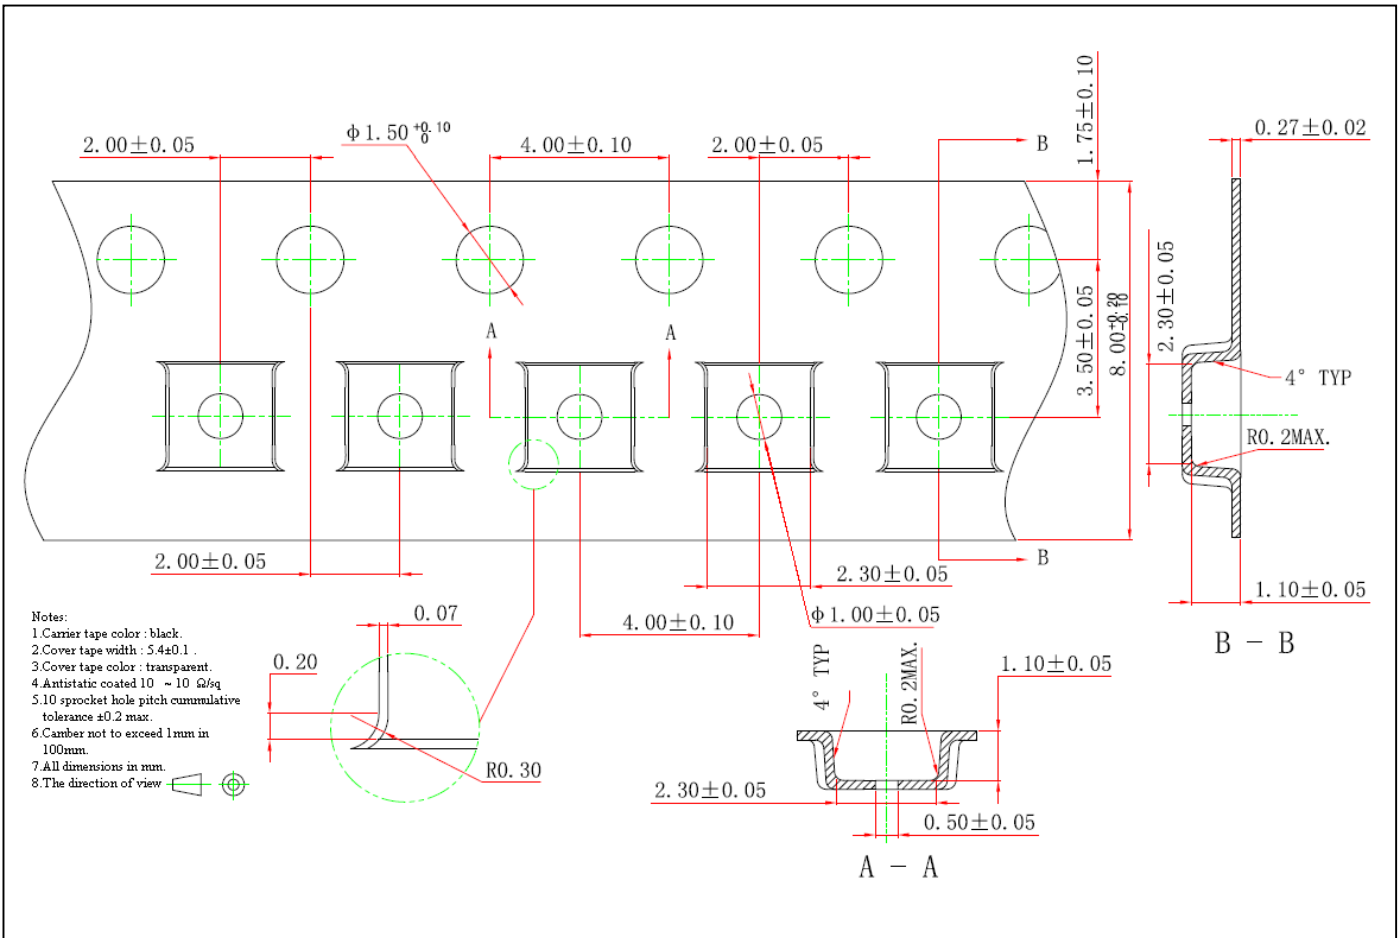 2.00±0.05
φ1.50 +0.10 0
4.00±0.10
2.00±0.05
B
1.75±0.10
0.27±0.02
A
A
3.50±0.05
2.30±0.05
4° TYP
R0.2MAX.
2.00±0.05
B
2.30±0.05
1.10±0.05
B - B
φ1.00±0.05
4.00±0.10
0.07
0.20
R0.30
Notes:
1.Carrier tape color : black.
2.Cover tape width : 5.4±0.1 .
3.Cover tape color : transparent.
4.Antistatic coated 10 ~ 10 Ω/sq
5.10 sprocket hole pitch cummulative
tolerance ±0.2 max.
6.Camber not to exceed 1mm in
100mm.
7.All dimensions in mm.
8.The direction of view
4° TYP
R0.2MAX.
1.10±0.05
2.30±0.05
0.50±0.05
A - A
8.00